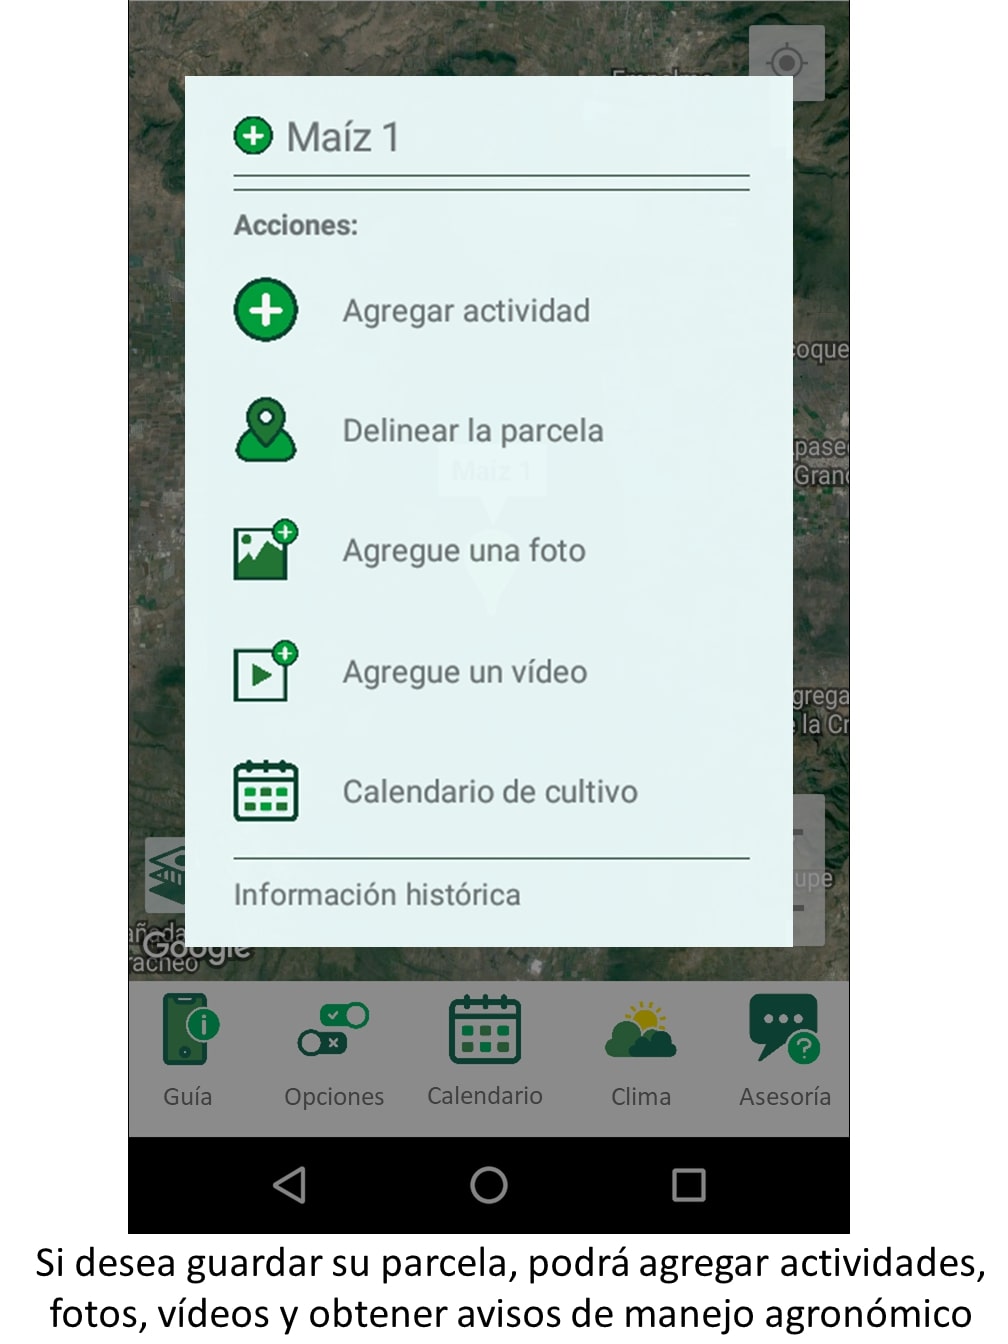 Maíz 1
Acciones:
Agregar actividad
Delinear la parcela
Maíz 1
Agregue una foto
Agregue un vídeo
Calendario de cultivo
Información histórica
Google
Guía
Opciones
Calendario
Clima
Asesoría
Si desea guardar su parcela, podrá agregar actividades,
fotos, vídeos y obtener avisos de manejo agronómico